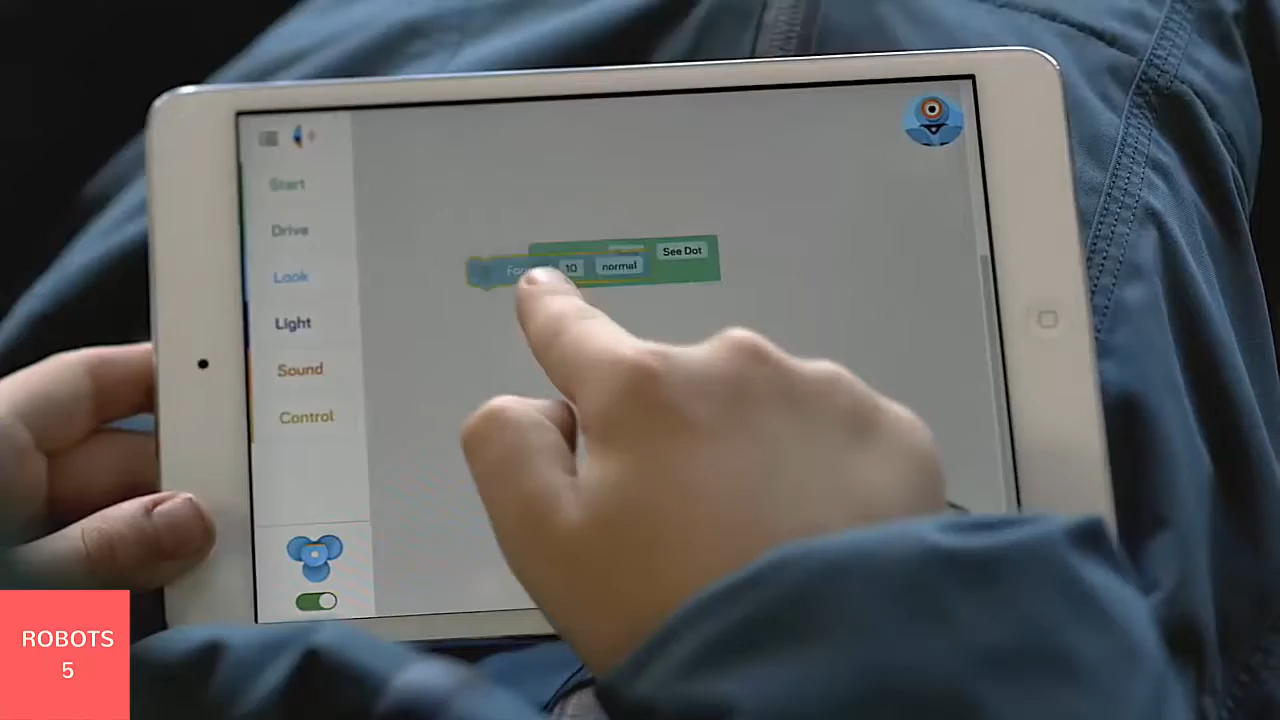 Start
Drive
Look
Light
Sound
Control
See Dot
10 normal
ROBOTS
5